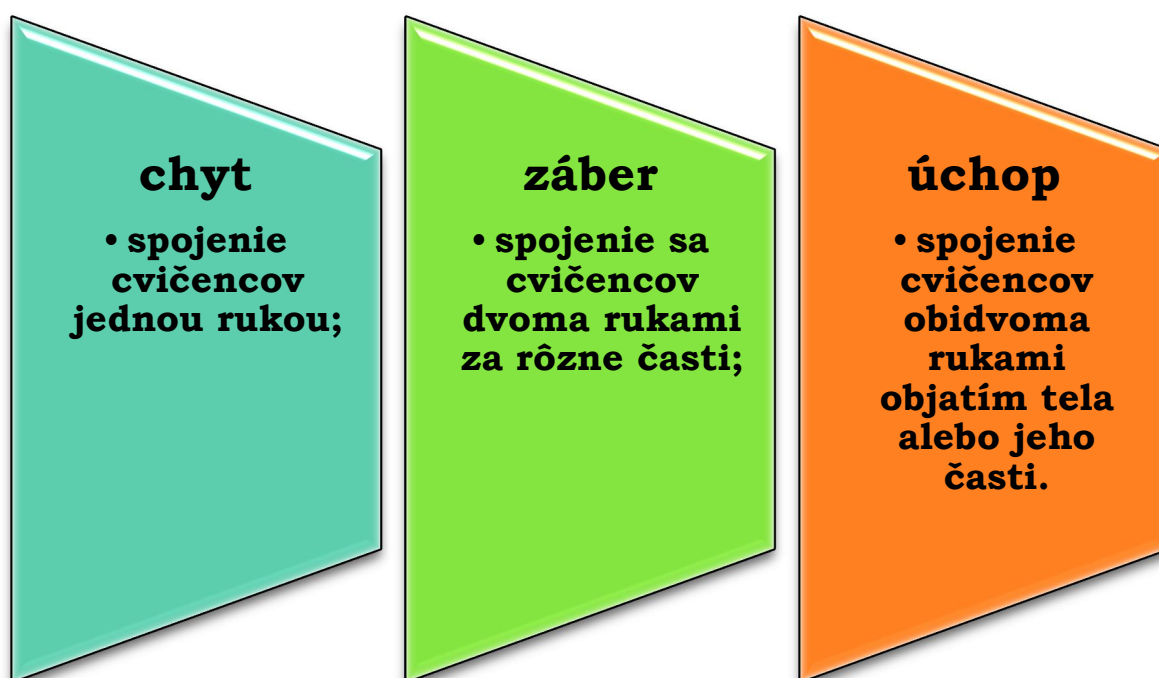 chyt
• spojenie
cvičencov
jednou rukou;
záber
• spojenie sa
cvičencov
dvoma rukami
za rôzne časti;
úchop
• spojenie
cvičencov
obidvoma
rukami
objatím tela
alebo jeho
časti.